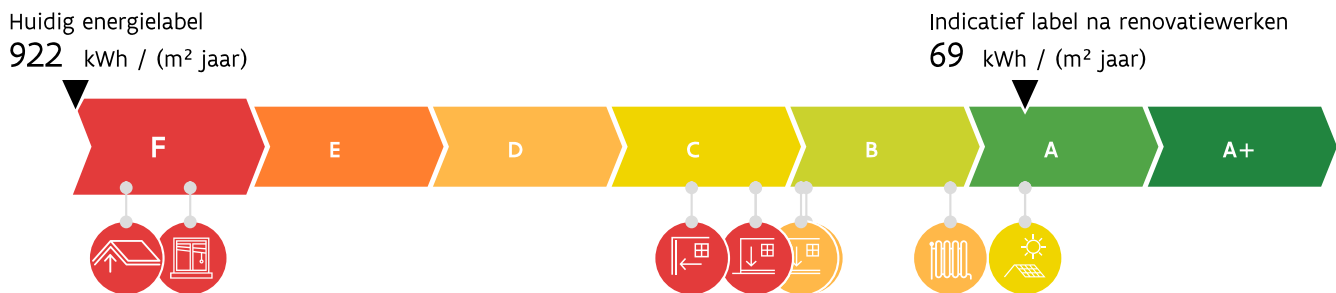 Huidig energielabel
922 kWh / (m² jaar)
Indicatief label na renovatiewerken
69 kWh / (m² jaar)
F E D C B A A+